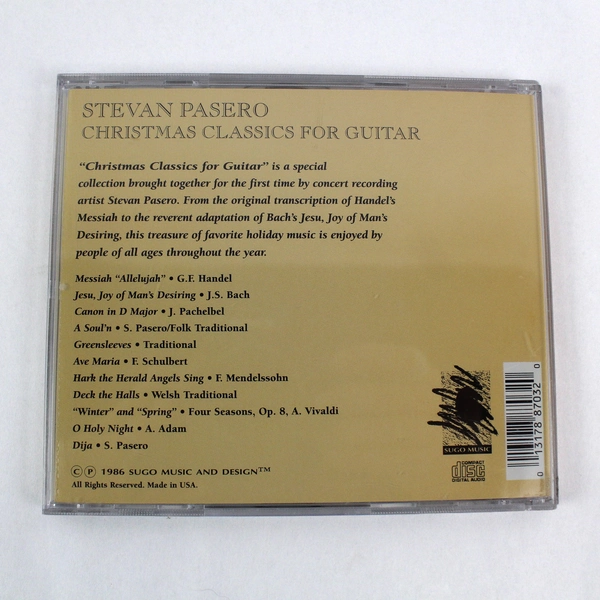 STEVAN PASERO
CHRISTMAS CLASSICS FOR GUITAR
“Christmas Classics for Guitar” is a special
collection brought together for the first time by concert recording
artist Stevan Pasero. From the original transcription of Handel's
Messiah to the reverent adaptation of Bach's Jesu, Joy of Man's
Desiring, this treasure of favorite holiday music is enjoyed by
people of all ages throughout the year.
Messiah “Allelujah” • G.F. Handel
Jesu, Joy of Man's Desiring • J.S. Bach
Canon in D Major • J. Pachelbel
A Soul'n • S. Pasero/Folk Traditional
Greensleeves • Traditional
Ave Maria • F. Schulbert
Hark the Herald Angels Sing • F. Mendelssohn
Deck the Halls • Welsh Traditional
“Winter” and “Spring” • Four Seasons, Op. 8, A. Vivaldi
O Holy Night • A. Adam
Dija • S. Pasero
Ⓒ Ⓟ 1986 SUGO MUSIC AND DESIGN™
All Rights Reserved. Made in USA.
SUGO MUSIC
COMPACT
disc
DIGITAL AUDIO
0 13178 87032 0